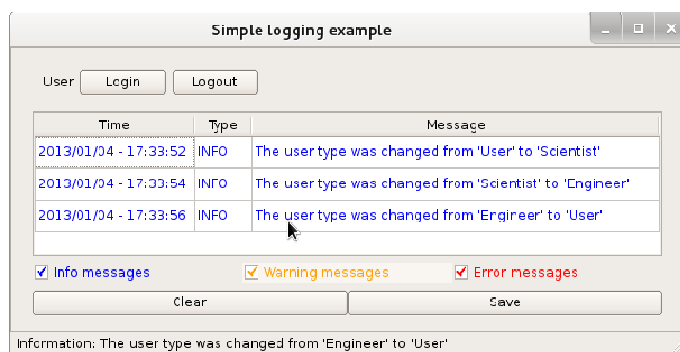 Simple logging example
User Login Logout
Time Type Message
2013/01/04 - 17:33:52 INFO The user type was changed from 'User' to 'Scientist'
2013/01/04 - 17:33:54 INFO The user type was changed from 'Scientist' to 'Engineer'
2013/01/04 - 17:33:56 INFO The user type was changed from 'Engineer' to 'User'
Info messages Warning messages Error messages
Clear Save
Information: The user type was changed from 'Engineer' to 'User'